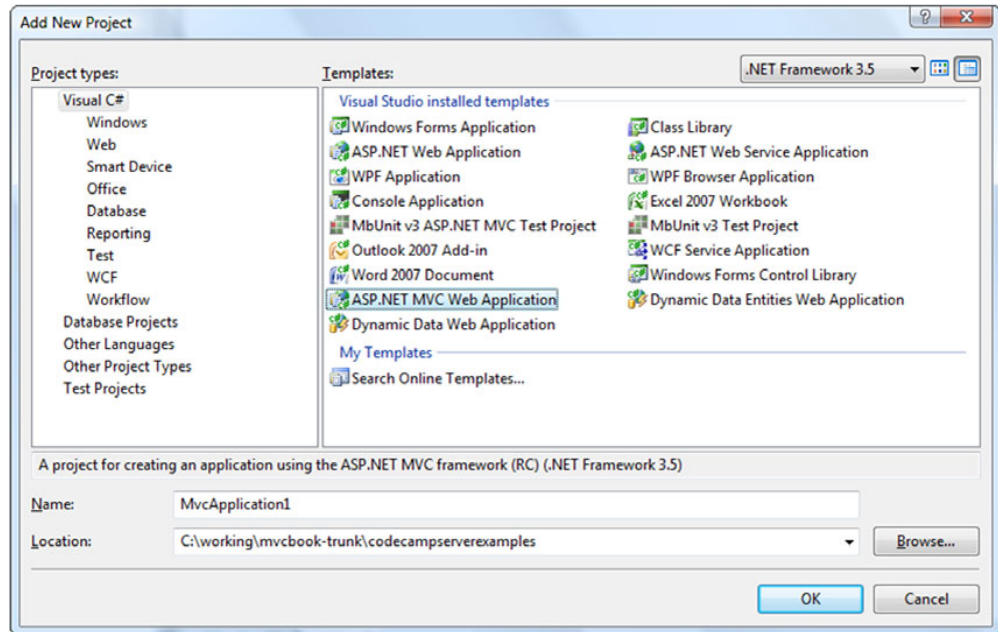 Add New Project
Project types:
Templates:
.NET Framework 3.5
Visual C#
Windows
Web
Smart Device
Office
Database
Reporting
Test
WCF
Workflow
Database Projects
Other Languages
Other Project Types
Test Projects
Visual Studio installed templates
Windows Forms Application
Class Library
ASP.NET Web Application
ASP.NET Web Service Application
WPF Application
WPF Browser Application
Console Application
Excel 2007 Workbook
MbUnit v3 ASP.NET MVC Test Project
MbUnit v3 Test Project
Outlook 2007 Add-in
WCF Service Application
Word 2007 Document
Windows Forms Control Library
ASP.NET MVC Web Application
Dynamic Data Entities Web Application
Dynamic Data Web Application
My Templates
Search Online Templates...
A project for creating an application using the ASP.NET MVC framework (RC) (.NET Framework 3.5)
Name:
MvcApplication1
Location:
C:\working\mvcbook-trunk\codecampserverexamples
Browse...
OK
Cancel